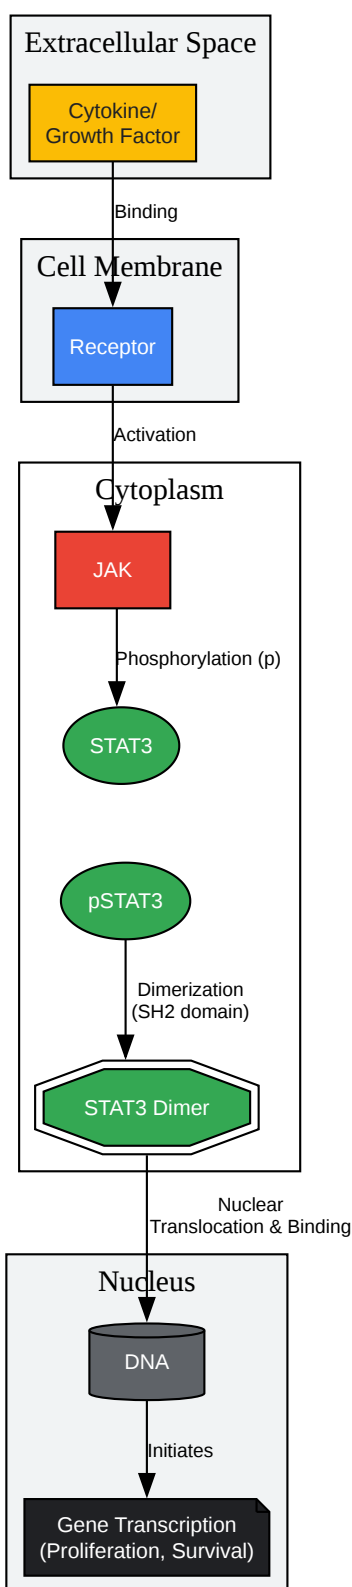 Extracellular Space
Cytokine/
Growth Factor
Binding
Cell Membrane
Receptor
Activation
Cytoplasm
JAK
Phosphorylation (p)
STAT3
pSTAT3
Dimerization
(SH2 domain)
STAT3 Dimer
Nuclear
Translocation & Binding
Nucleus
DNA
Initiates
Gene Transcription
(Proliferation, Survival)